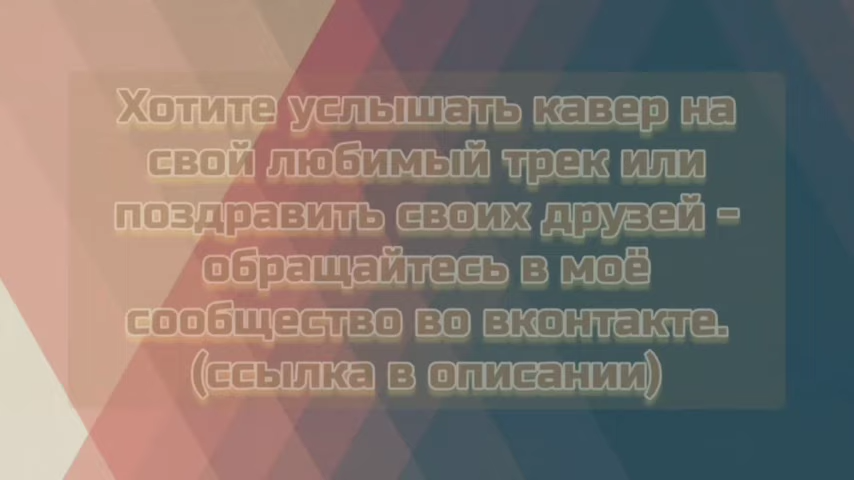 Хотите услышать кавер на
свой любимый трек или
поздравить своих друзей -
обращайтесь в моё
сообщество во вконтакте.
(ссылка в описании)